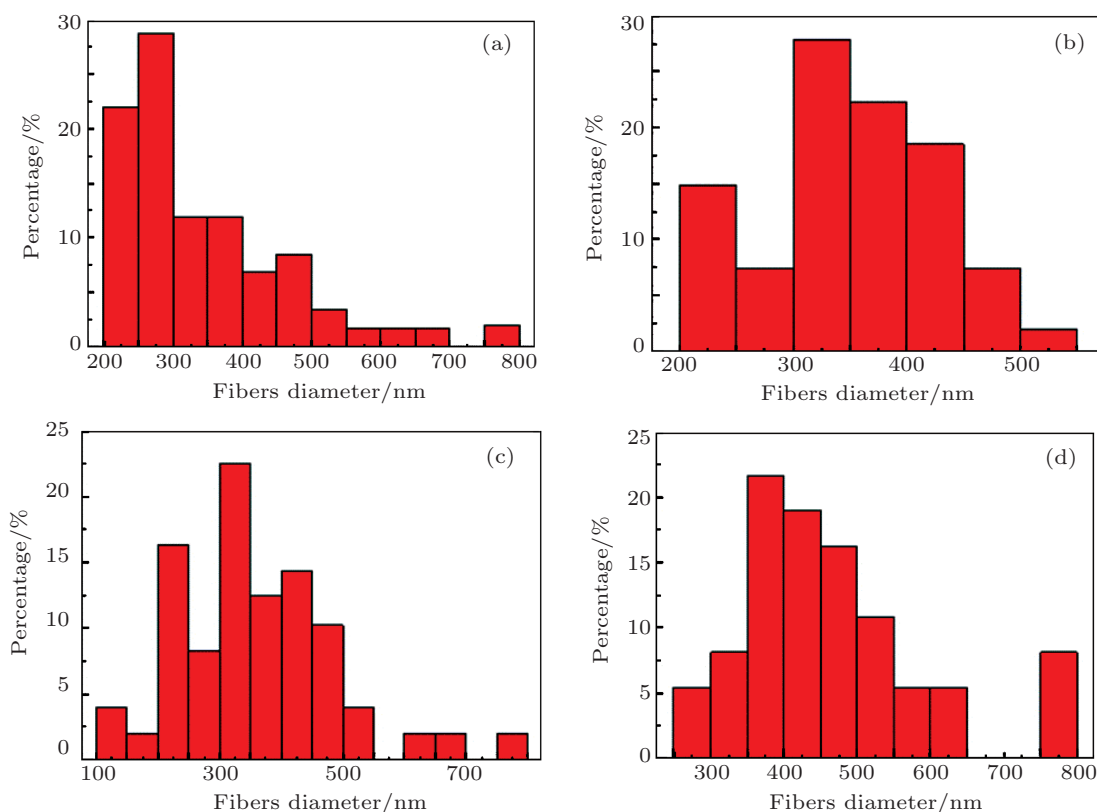 30
(a)
20
10
0
Percentage/%
200 300 400 500 600 700 800
Fibers diameter/nm
30
(b)
20
10
0
Percentage/%
200 300 400 500
Fibers diameter/nm
25
(c)
20
15
10
5
0
Percentage/%
100 300 500 700
Fibers diameter/nm
25
(d)
20
15
10
5
0
Percentage/%
300 400 500 600 700 800
Fibers diameter/nm